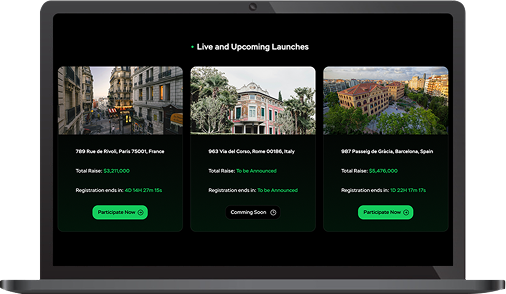 Live and Upcoming Launches
789 Rue de Rivoli, Paris 75001, France
Total Raise: $3,211,000
Registration ends in: 4D 14H 27m 15s
Participate Now
963 Via del Corso, Rome 00186, Italy
Total Raise: To be Announced
Registration ends in: To be Announced
Comming Soon
987 Passeig de Gràcia, Barcelona, Spain
Total Raise: $5,476,000
Registration ends in: 1D 22H 17m 17s
Participate Now